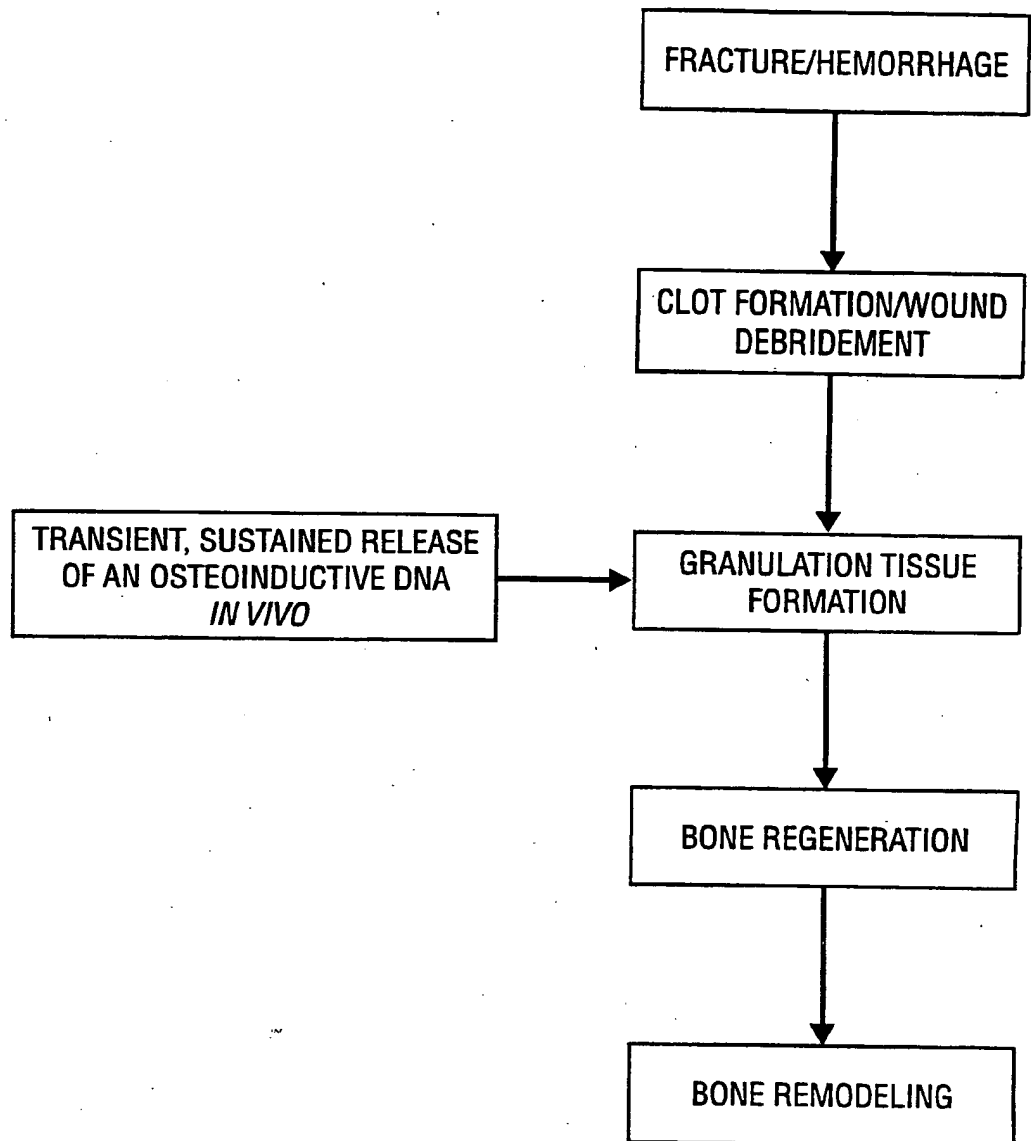 FRACTURE/HEMORRHAGE
CLOT FORMATION/WOUND
DEBRIDEMENT
TRANSIENT, SUSTAINED RELEASE
OF AN OSTEOINDUCTIVE DNA
IN VIVO
GRANULATION TISSUE
FORMATION
BONE REGENERATION
BONE REMODELING